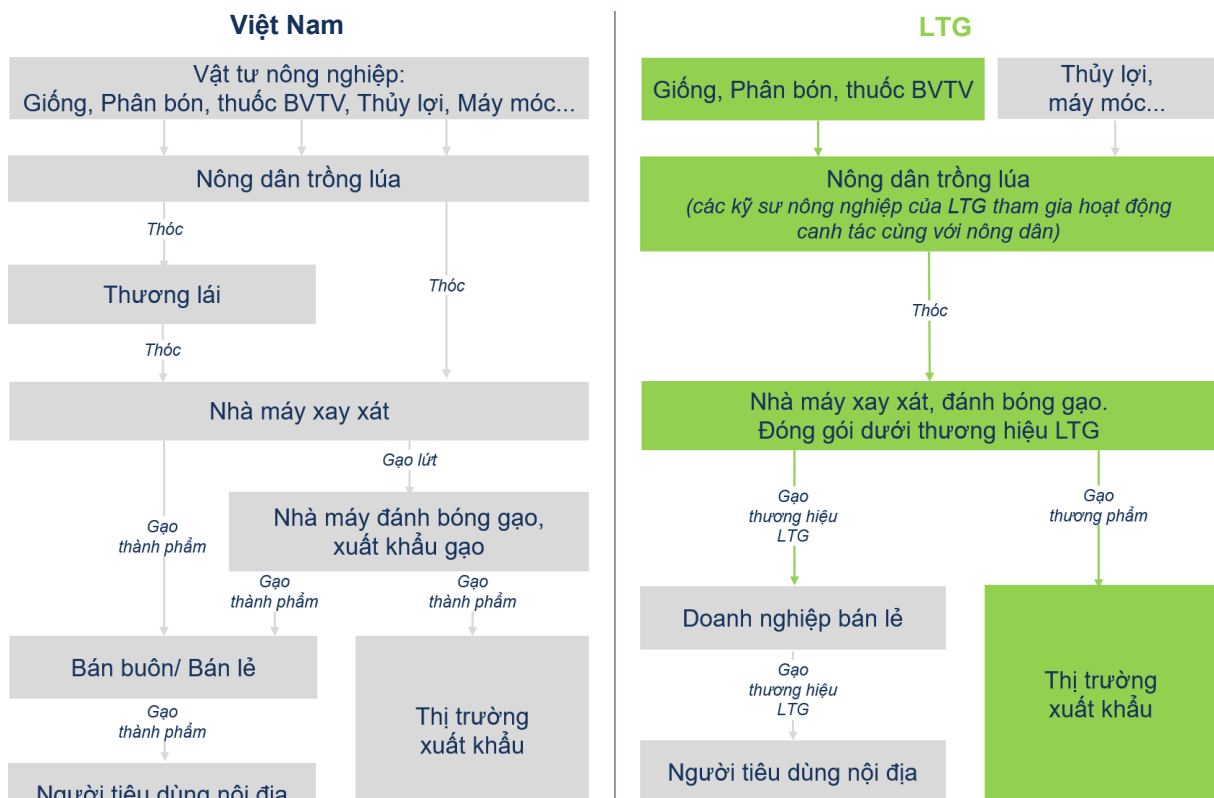 Việt Nam
Vật tư nông nghiệp:
Giống, Phân bón, thuốc BVTV, Thủy lợi, Máy móc...
Nông dân trồng lúa
Thóc
Thương lái
Thóc
Thóc
Nhà máy xay xát
Gạo lứt
Nhà máy đánh bóng gạo,
xuất khẩu gạo
Gạo
thành phẩm
Gạo
thành phẩm
Gạo
thành phẩm
Bán buôn/ Bán lẻ
Gạo
thành phẩm
Thị trường
xuất khẩu
Người tiêu dùng nội địa
LTG
Giống, Phân bón, thuốc BVTV
Thủy lợi,
máy móc...
Nông dân trồng lúa
(các kỹ sư nông nghiệp của LTG tham gia hoạt động
canh tác cùng với nông dân)
Thóc
Nhà máy xay xát, đánh bóng gạo.
Đóng gói dưới thương hiệu LTG
Gạo
thương hiệu
LTG
Gạo
thương phẩm
Doanh nghiệp bán lẻ
Gạo
thương hiệu
LTG
Thị trường
xuất khẩu
Người tiêu dùng nội địa